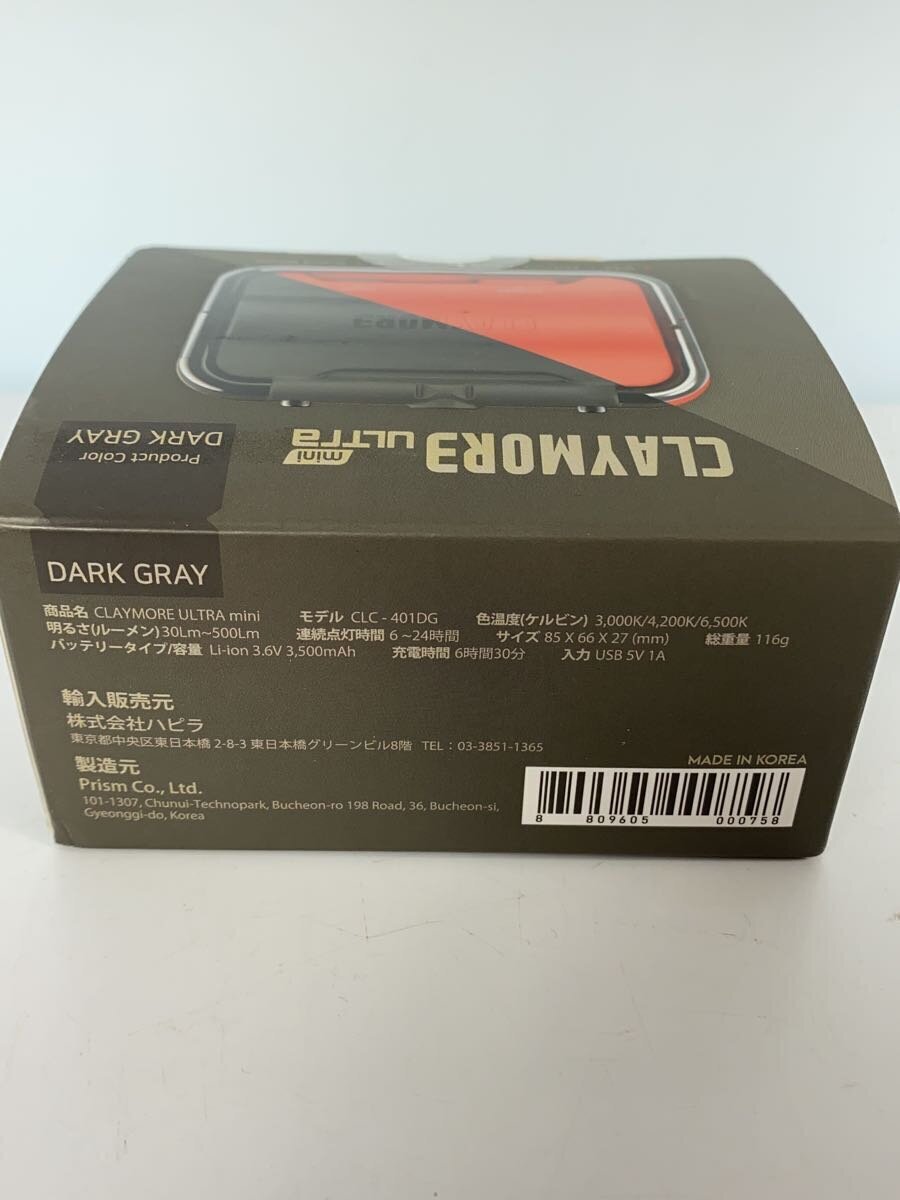 CLAYMORE
CLAYMOR3 ULTRa
mini
Product Color
DARK GRAY
DARK GRAY
商品名 CLAYMORE ULTRA mini モデル CLC - 401DG 色温度(ケルビン) 3,000K/4,200K/6,500K
明るさ(ルーメン) 30Lm~500Lm 連続点灯時間 6 ~24時間 サイズ 85 X 66 X 27 (mm) 総重量 116g
バッテリータイプ/容量 Li-ion 3.6V 3,500mAh 充電時間 6時間30分 入力 USB 5V 1A
輸入販売元
株式会社ハピラ
東京都中央区東日本橋 2-8-3 東日本橋グリーンビル8階 TEL : 03-3851-1365
製造元
Prism Co., Ltd.
101-1307, Chunui-Technopark, Bucheon-ro 198 Road, 36, Bucheon-si,
Gyeonggi-do, Korea
MADE IN KOREA
8 809605 000758